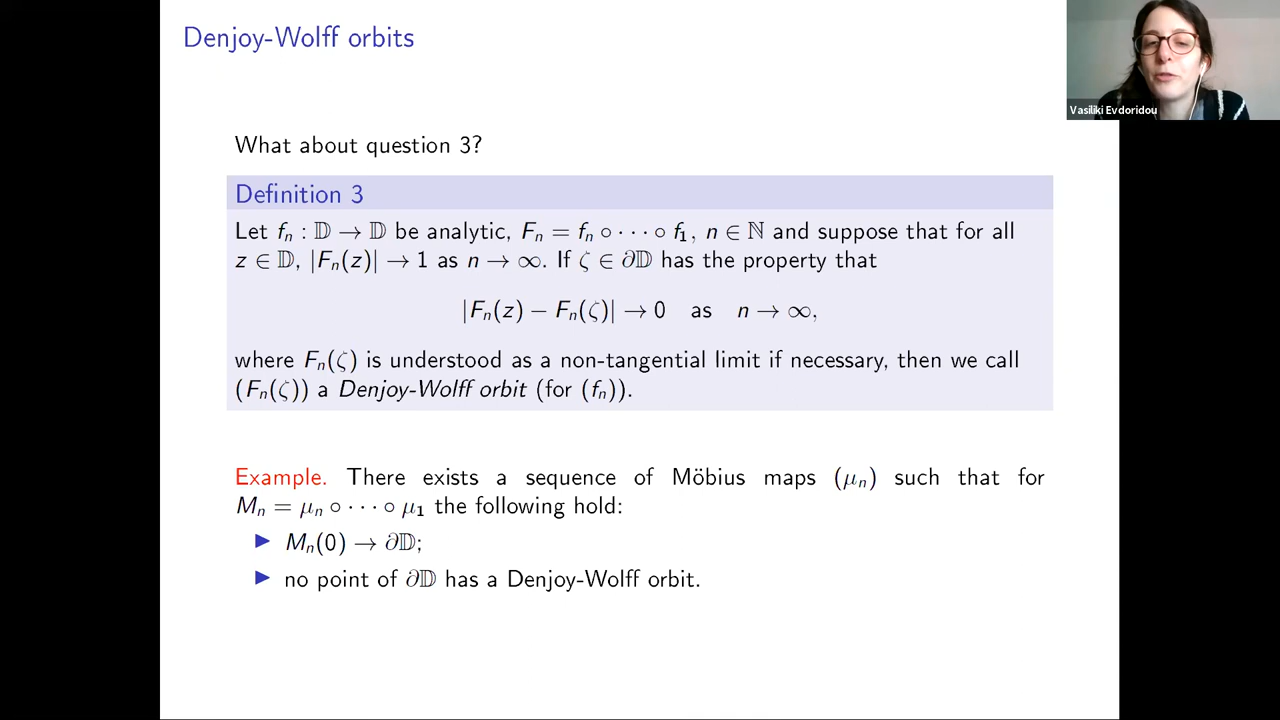 Denjoy-Wolff orbits
Vasiliki Evdoridou
What about question 3?
Definition 3
Let fₙ : 𝔻 → 𝔻 be analytic, Fₙ = fₙ ∘ ⋯ ∘ f₁, n ∈ ℕ and suppose that for all
z ∈ 𝔻, |Fₙ(z)| → 1 as n → ∞. If ζ ∈ ∂𝔻 has the property that
|Fₙ(z) − Fₙ(ζ)| → 0 as n → ∞,
where Fₙ(ζ) is understood as a non-tangential limit if necessary, then we call
(Fₙ(ζ)) a Denjoy-Wolff orbit (for (fₙ)).
Example. There exists a sequence of Möbius maps (μₙ) such that for
Mₙ = μₙ ∘ ⋯ ∘ μ₁ the following hold:
▶ Mₙ(0) → ∂𝔻;
▶ no point of ∂𝔻 has a Denjoy-Wolff orbit.